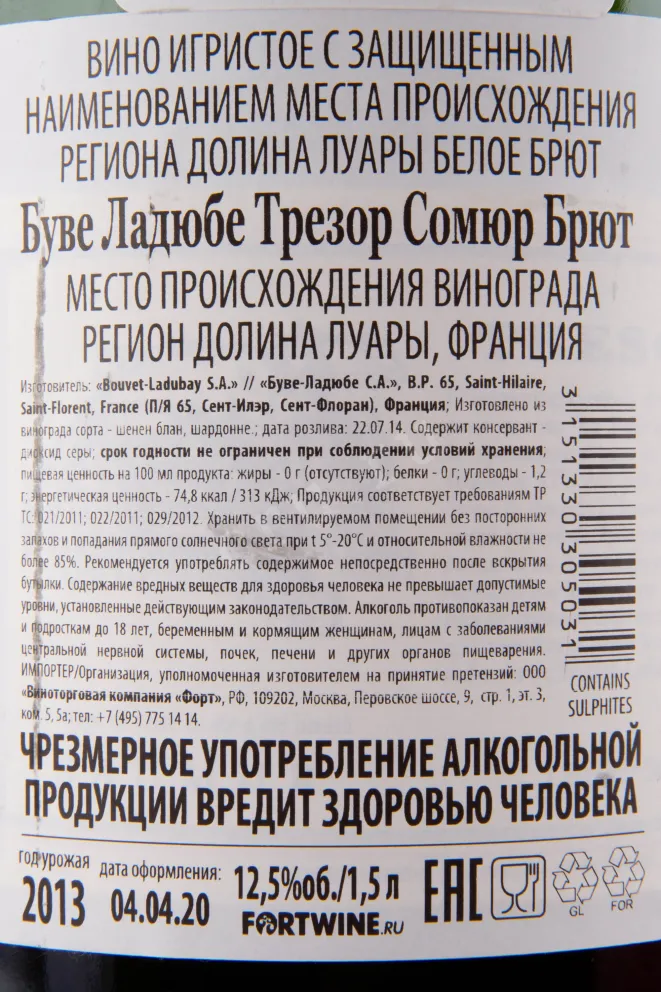 ВИНО ИГРИСТОЕ С ЗАЩИЩЕННЫМ
НАИМЕНОВАНИЕМ МЕСТА ПРОИСХОЖДЕНИЯ
РЕГИОНА ДОЛИНА ЛУАРЫ БЕЛОЕ БРЮТ
Буве Ладюбе Трезор Сомюр Брют
МЕСТО ПРОИСХОЖДЕНИЯ ВИНОГРАДА
РЕГИОН ДОЛИНА ЛУАРЫ, ФРАНЦИЯ
Изготовитель: «Bouvet-Ladubay S.A.» // «Буве-Ладюбе С.А.», B.P. 65, Saint-Hilaire,
Saint-Florent, France (П/Я 65, Сент-Илэр, Сент-Флоран), Франция; Изготовлено из
винограда сорта - шенен блан, шардонне.; дата розлива: 22.07.14. Содержит консервант -
диоксид серы; срок годности не ограничен при соблюдении условий хранения;
пищевая ценность на 100 мл продукта: жиры - 0 г (отсутствуют); белки - 0 г; углеводы - 1,2
г; энергетическая ценность - 74,8 ккал / 313 кДж; Продукция соответствует требованиям ТР
ТС: 021/2011; 022/2011; 029/2012. Хранить в вентилируемом помещении без посторонних
запахов и попадания прямого солнечного света при t 5°-20°C и относительной влажности не
более 85%. Рекомендуется употреблять содержимое непосредственно после вскрытия
бутылки. Содержание вредных веществ для здоровья человека не превышает допустимые
уровни, установленные действующим законодательством. Алкоголь противопоказан детям
и подросткам до 18 лет, беременным и кормящим женщинам, лицам с заболеваниями
центральной нервной системы, почек, печени и других органов пищеварения.
ИМПОРТЕР/Организация, уполномоченная изготовителем на принятие претензий: ООО
«Виноторговая компания «Форт», РФ, 109202, Москва, Перовское шоссе, 9, стр. 1, эт. 3,
ком. 5, 5а; тел: +7 (495) 775 14 14.
3 151330 305031
CONTAINS
SULPHITES
ЧРЕЗМЕРНОЕ УПОТРЕБЛЕНИЕ АЛКОГОЛЬНОЙ
ПРОДУКЦИИ ВРЕДИТ ЗДОРОВЬЮ ЧЕЛОВЕКА
год урожая
2013
дата оформления:
04.04.20
12,5%об./1,5 л
FORTWINE.RU
EAC
GL
FOR